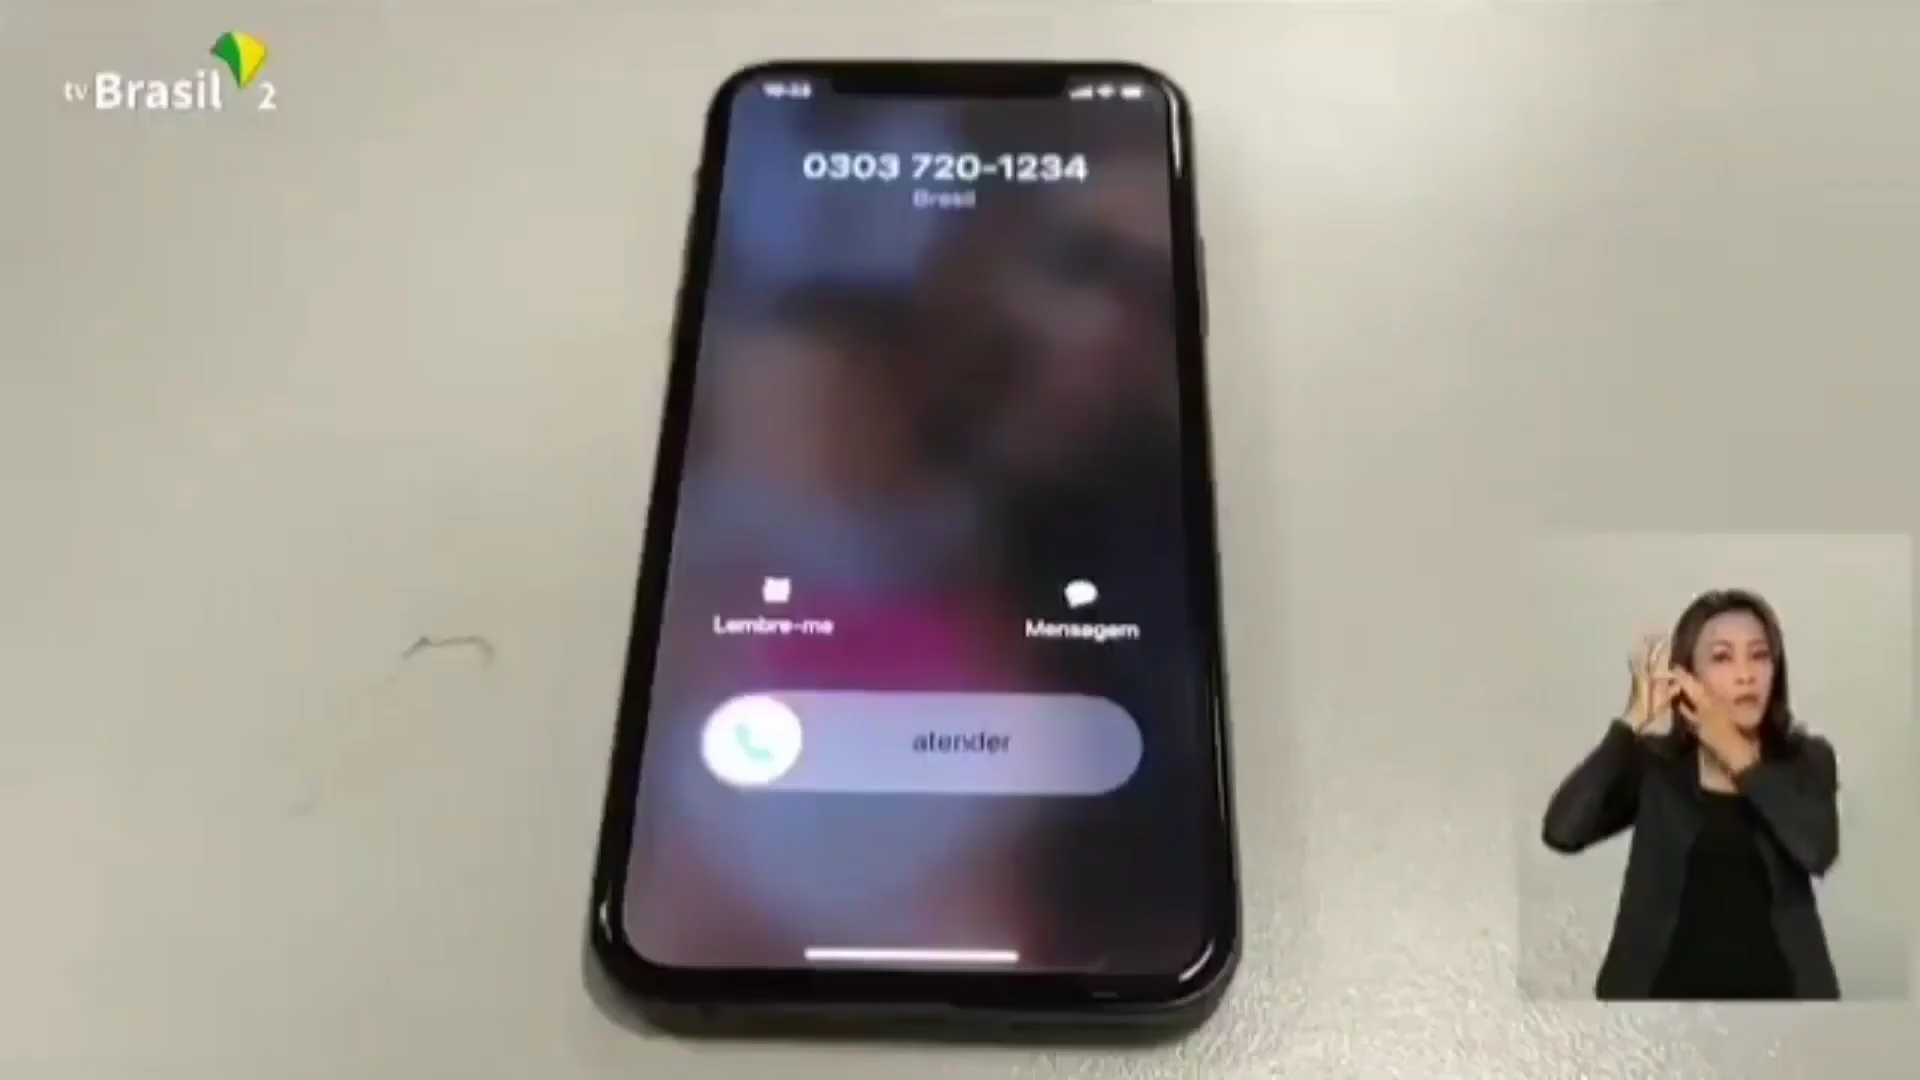 tv Brasil 2
0303 720-1234
Brasil
Lembre-me
Mensagem
atender